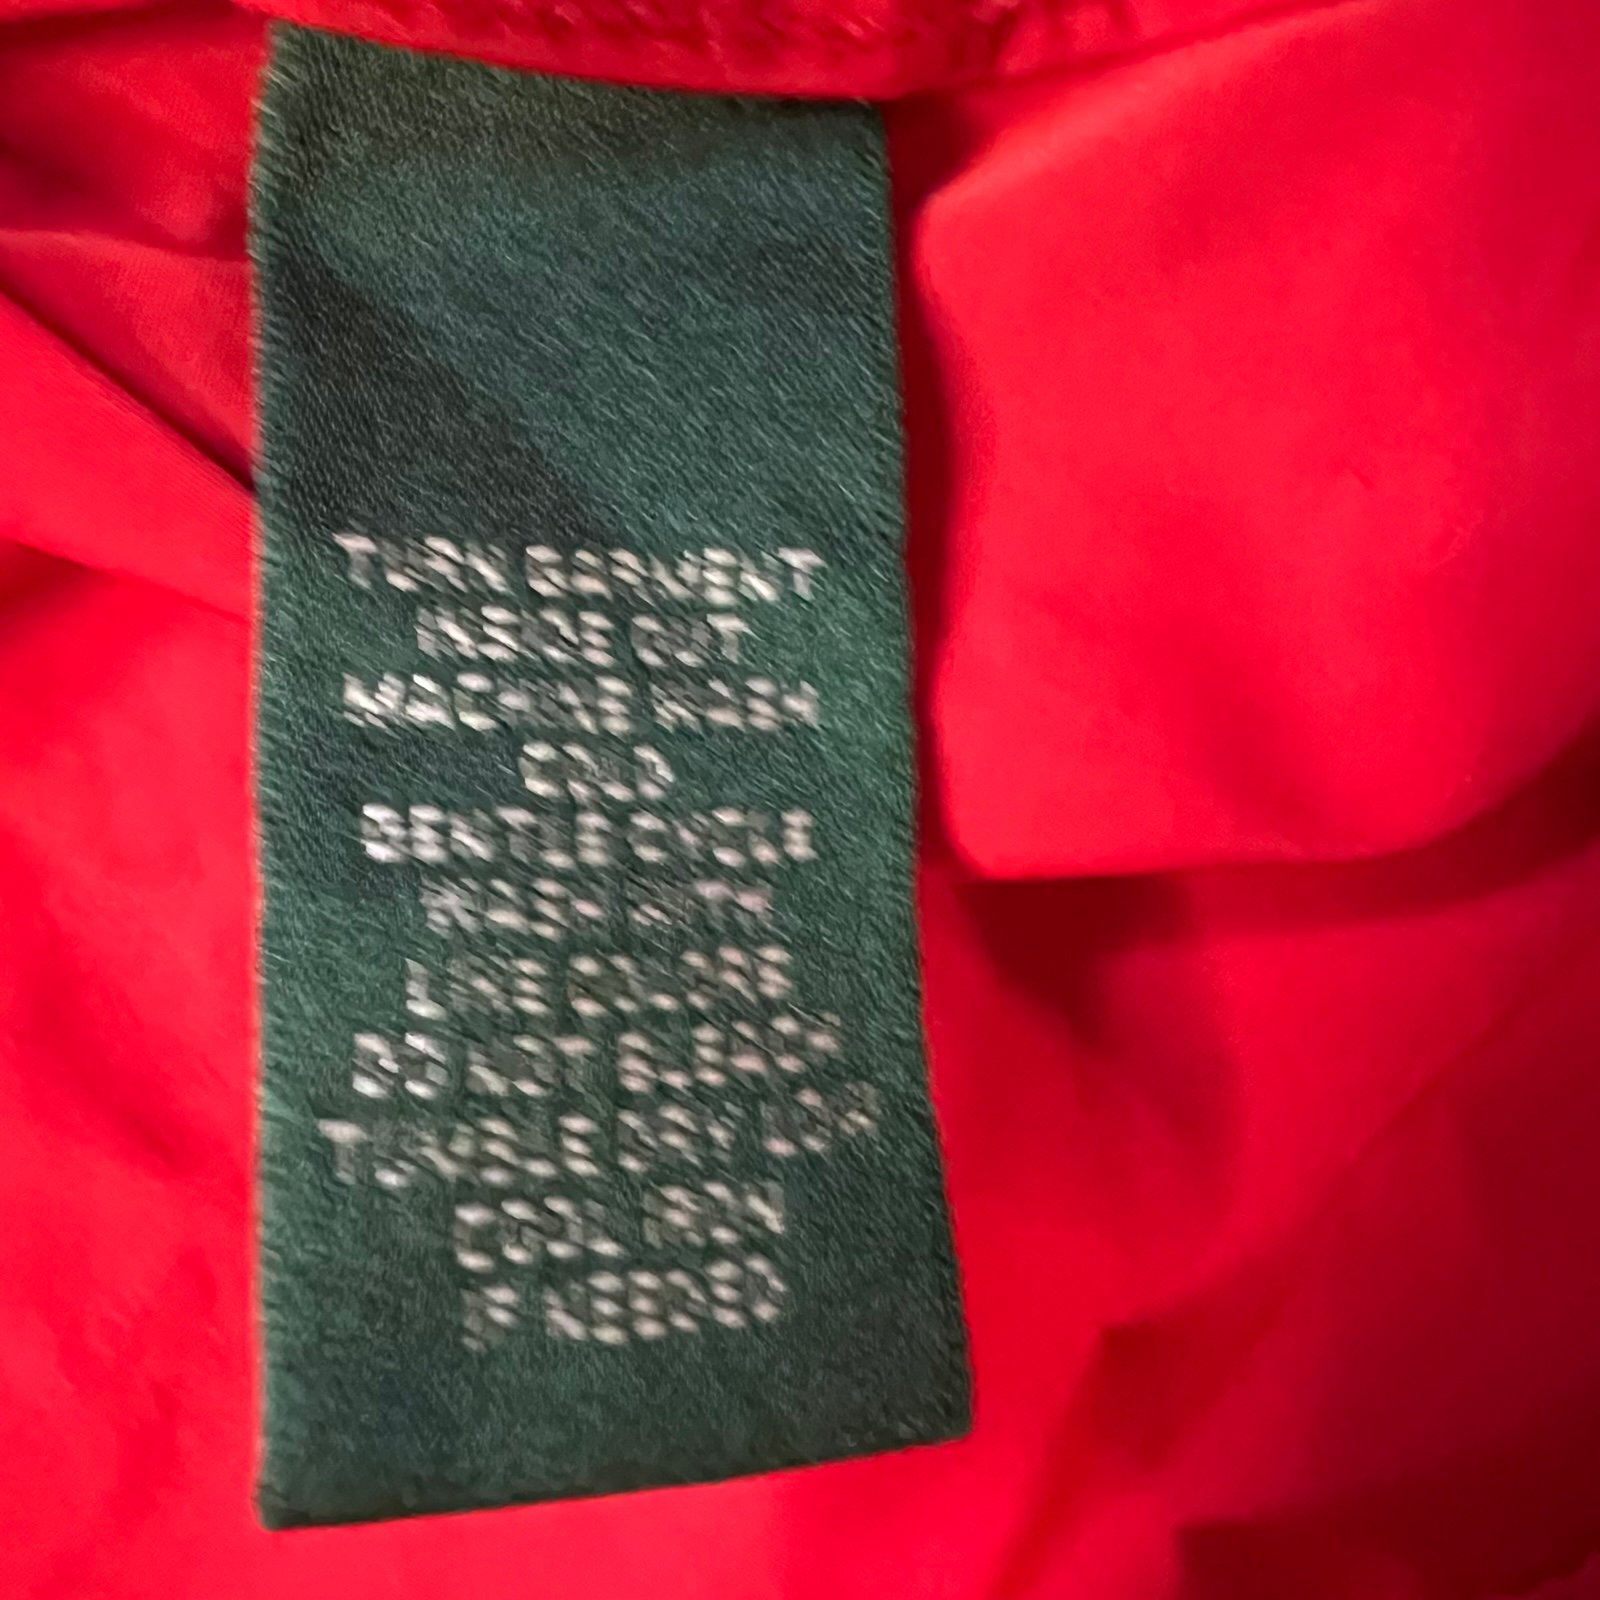 TURN GARMENT
INSIDE OUT
MACHINE WASH
COLD
GENTLE CYCLE
WASH WITH
LIKE COLORS
DO NOT BLEACH
TUMBLE DRY LOW
COOL IRON
IF NEEDED